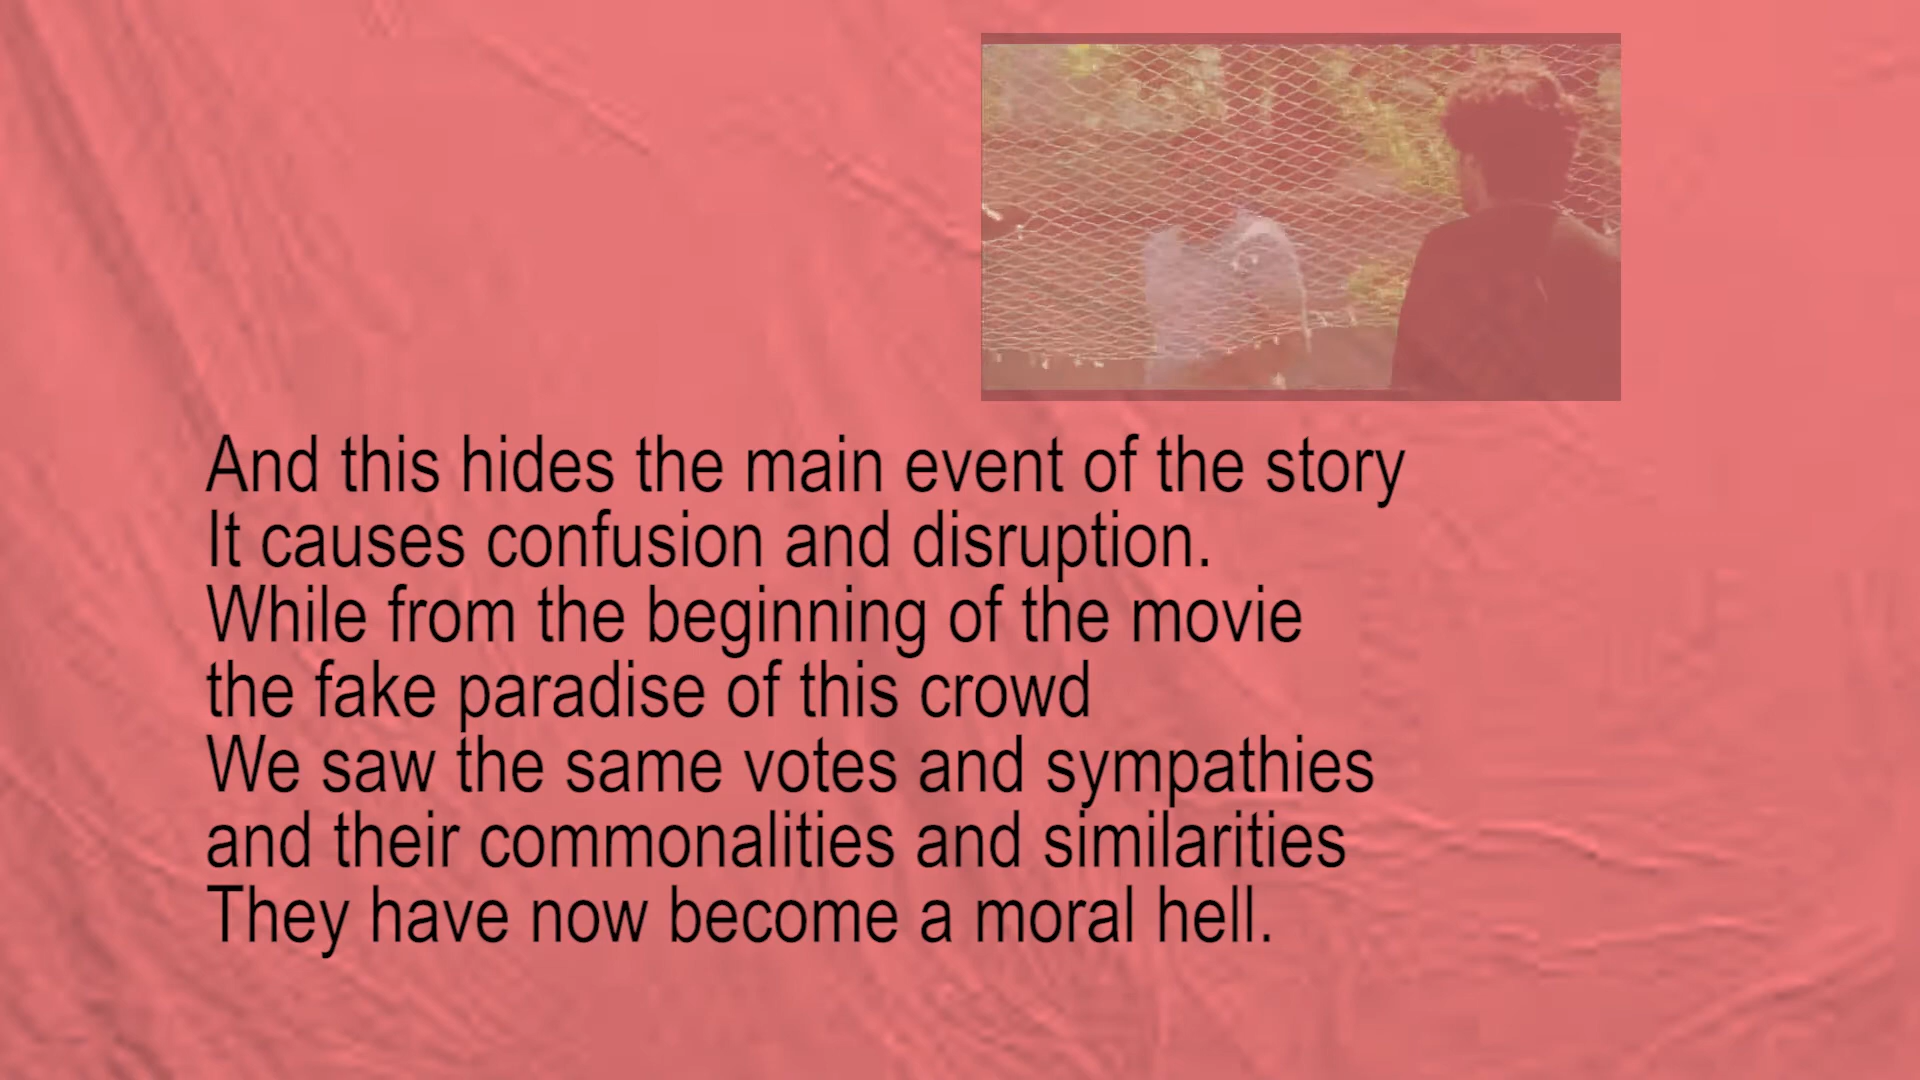 And this hides the main event of the story
It causes confusion and disruption.
While from the beginning of the movie
the fake paradise of this crowd
We saw the same votes and sympathies
and their commonalities and similarities
They have now become a moral hell.